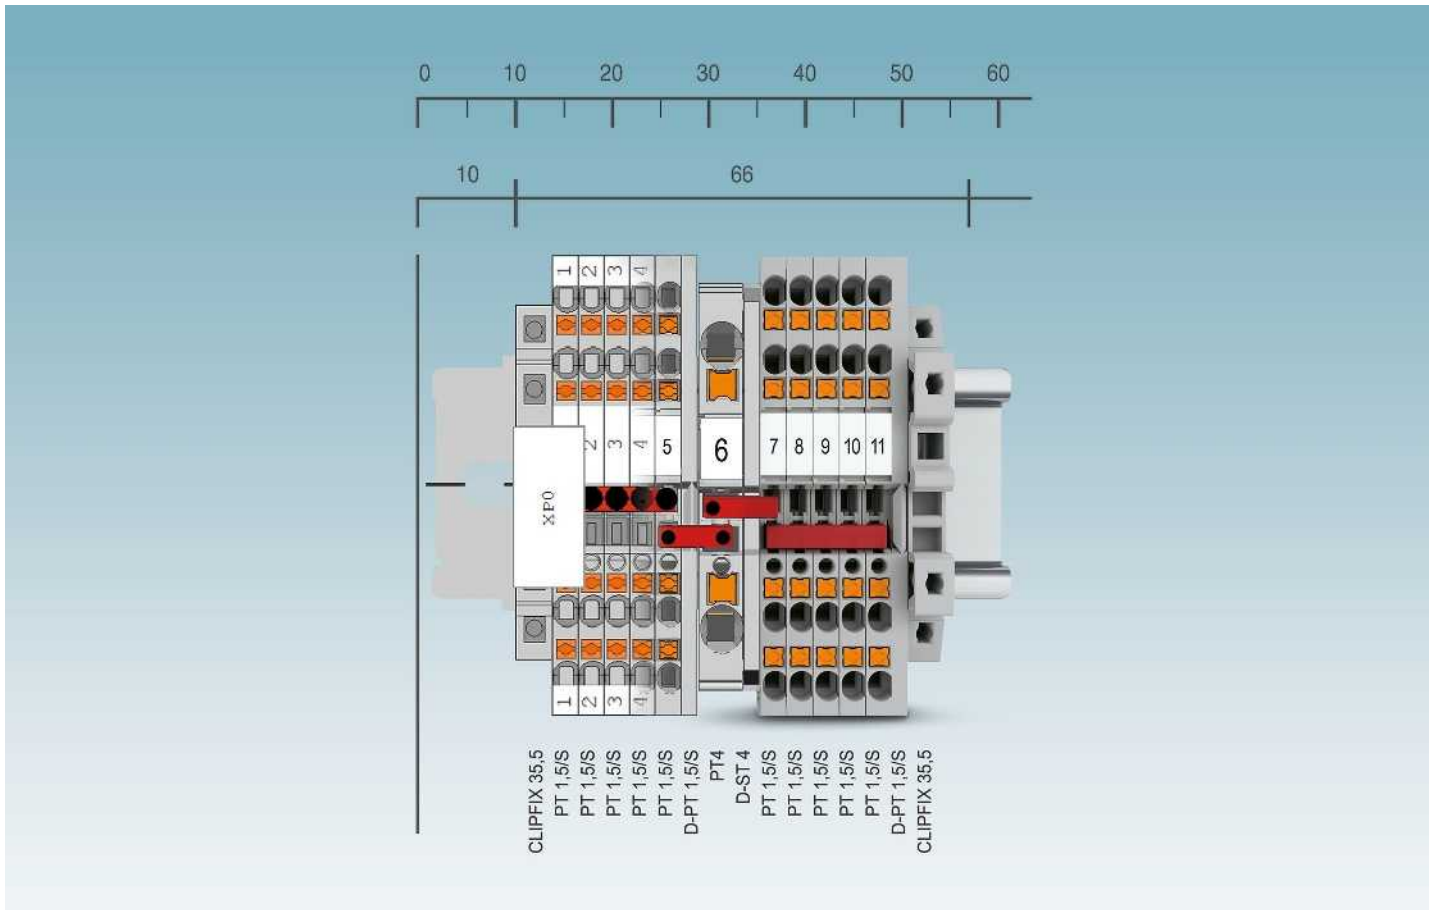 0 10 20 30 40 50 60
10 66
1 2 3 4
2 3 4 5 6 7 8 9 10 11
XP0
1 2 3 4
CLIPFIX 35,5
PT 1,5/S
PT 1,5/S
PT 1,5/S
PT 1,5/S
PT 1,5/S
D-PT 1,5/S
PT4
D-ST 4
PT 1,5/S
PT 1,5/S
PT 1,5/S
PT 1,5/S
PT 1,5/S
D-PT 1,5/S
CLIPFIX 35,5